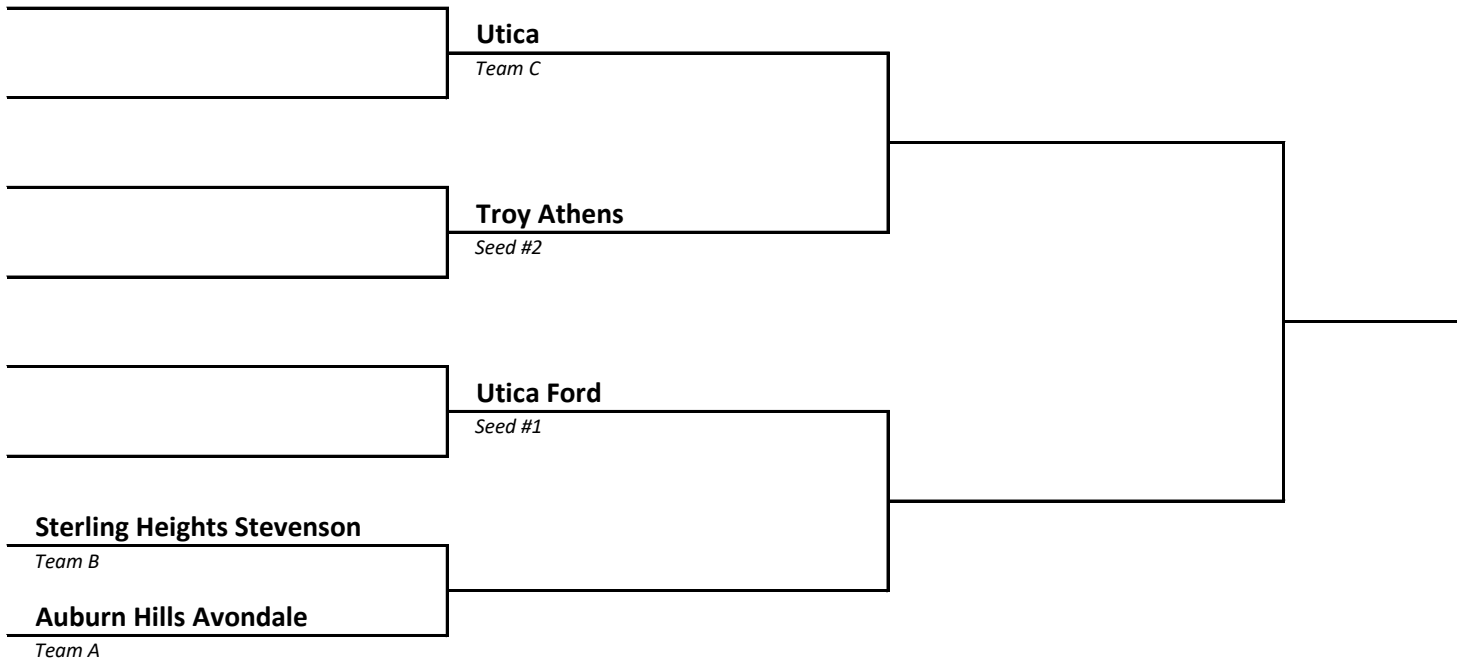 Utica
Team C
Troy Athens
Seed #2
Utica Ford
Seed #1
Sterling Heights Stevenson
Team B
Auburn Hills Avondale
Team A